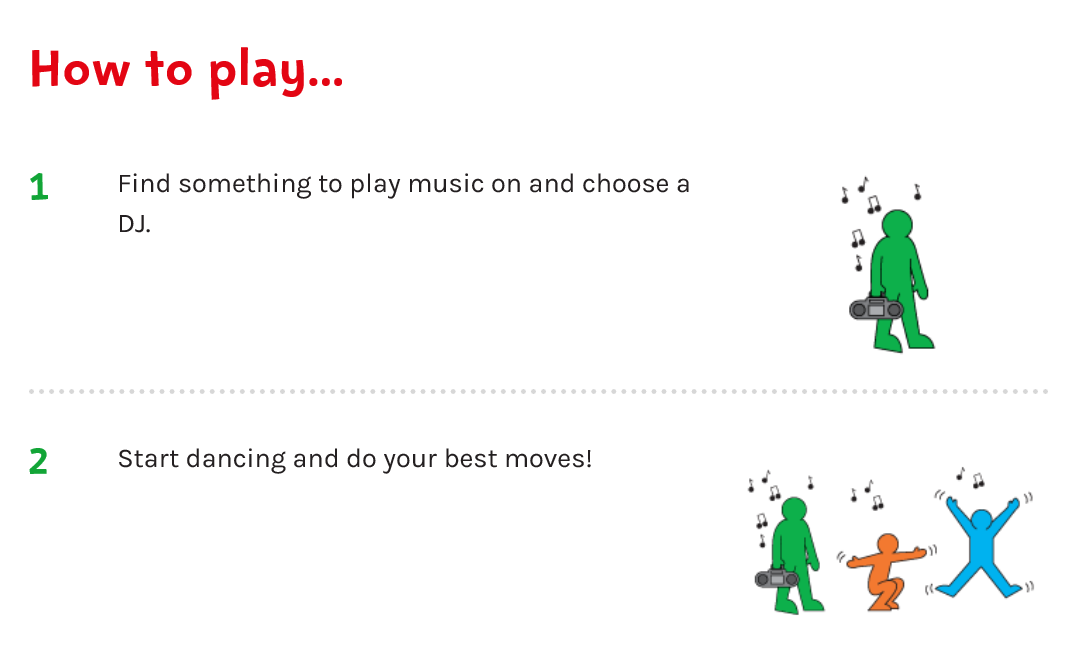 How to play...
1
Find something to play music on and choose a
DJ.
2
Start dancing and do your best moves!